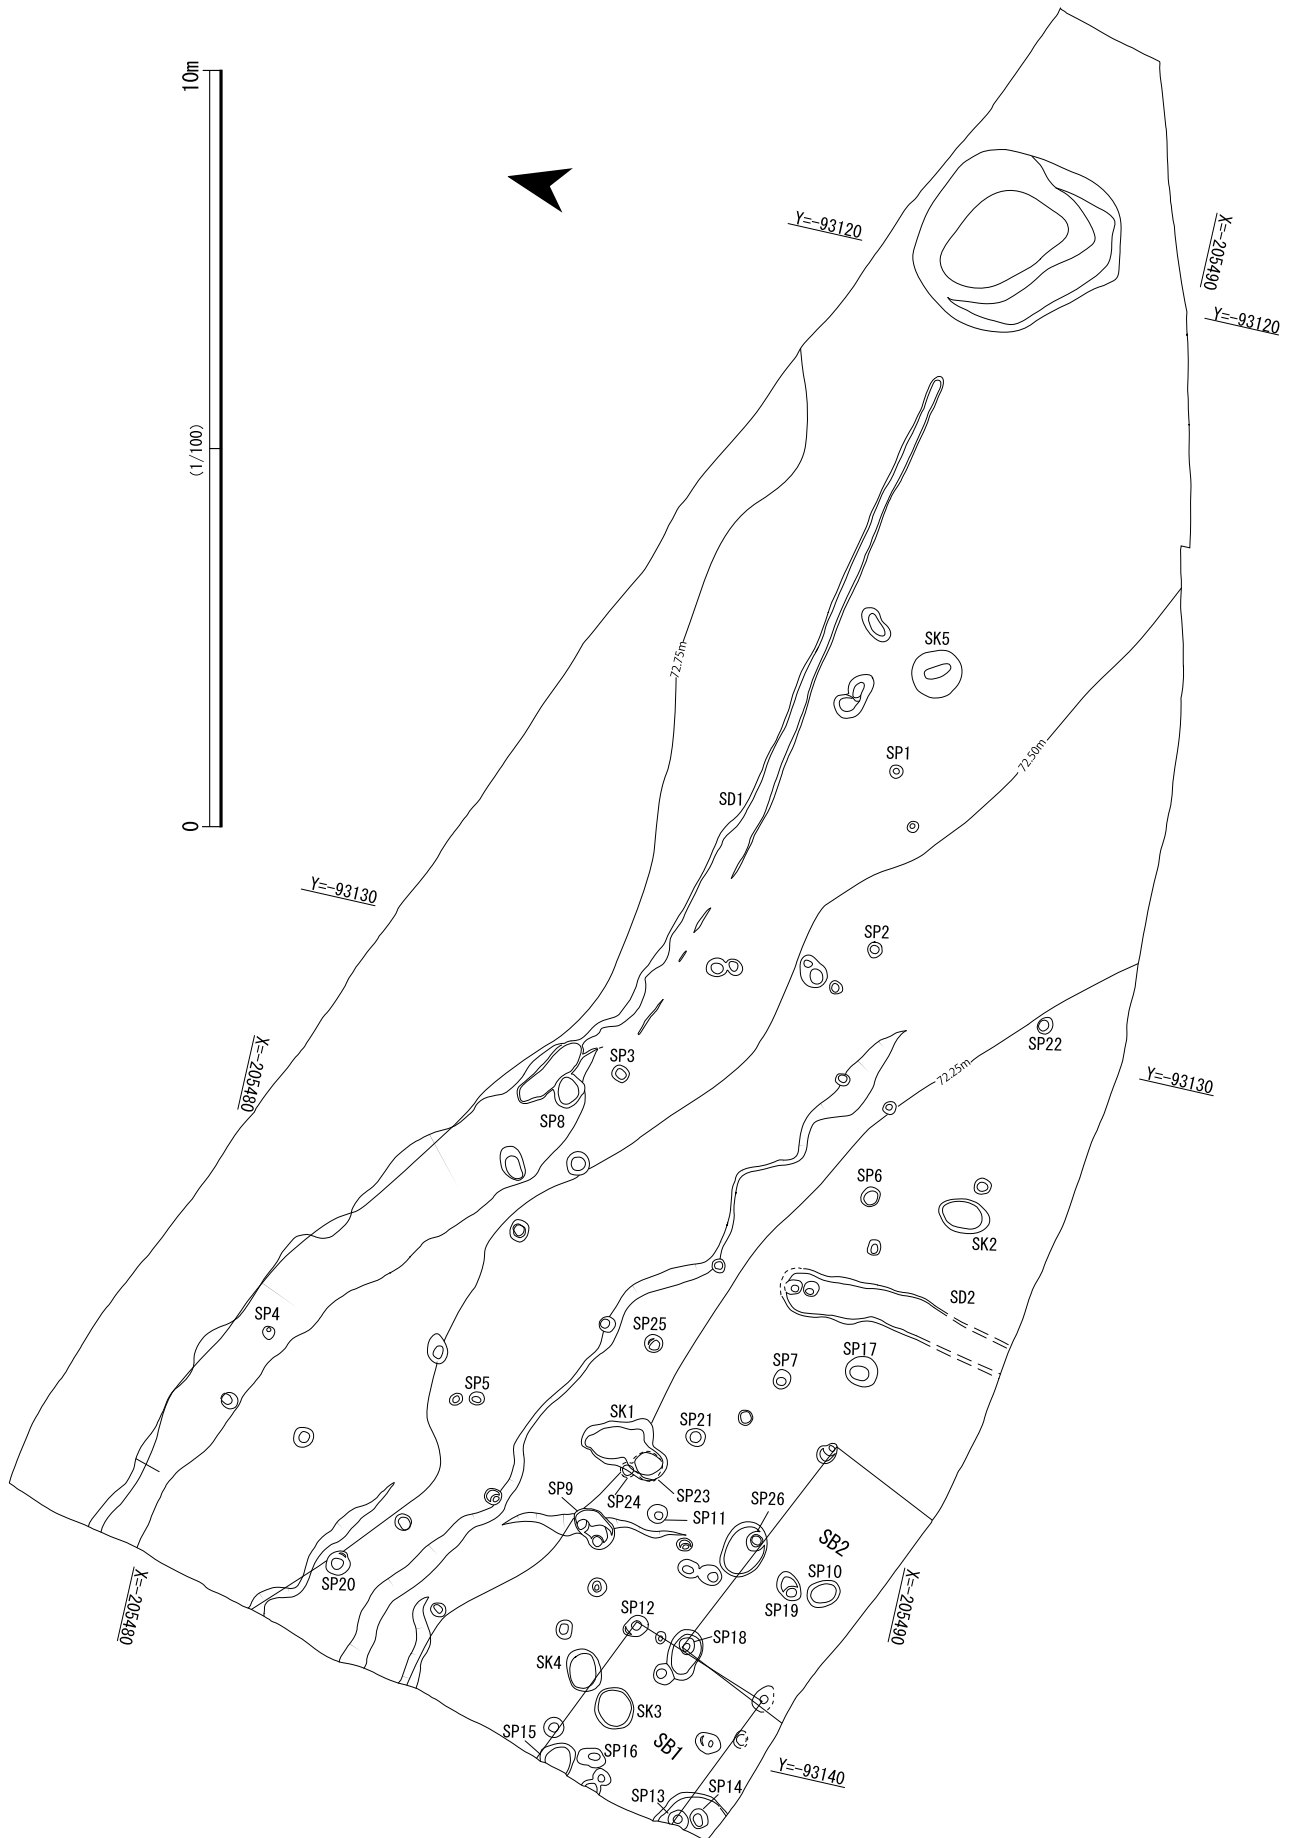 10m
(1/100)
0
Y=-93120
X=-205490
Y=-93120
72.75m
SK5
SP1
72.50m
SD1
Y=-93130
SP2
SP22
X=-205480
SP3
72.25m
Y=-93130
SP8
SP6
SK2
SD2
SP4
SP25
SP7
SP17
SP5
SK1
SP21
SP9
SP24
SP23
SP26
SP11
SB2
X=-205480
SP20
SP12
SP19
SP10
X=-205490
SP18
SK4
SK3
SP15
SP16
SB1
Y=-93140
SP13
SP14